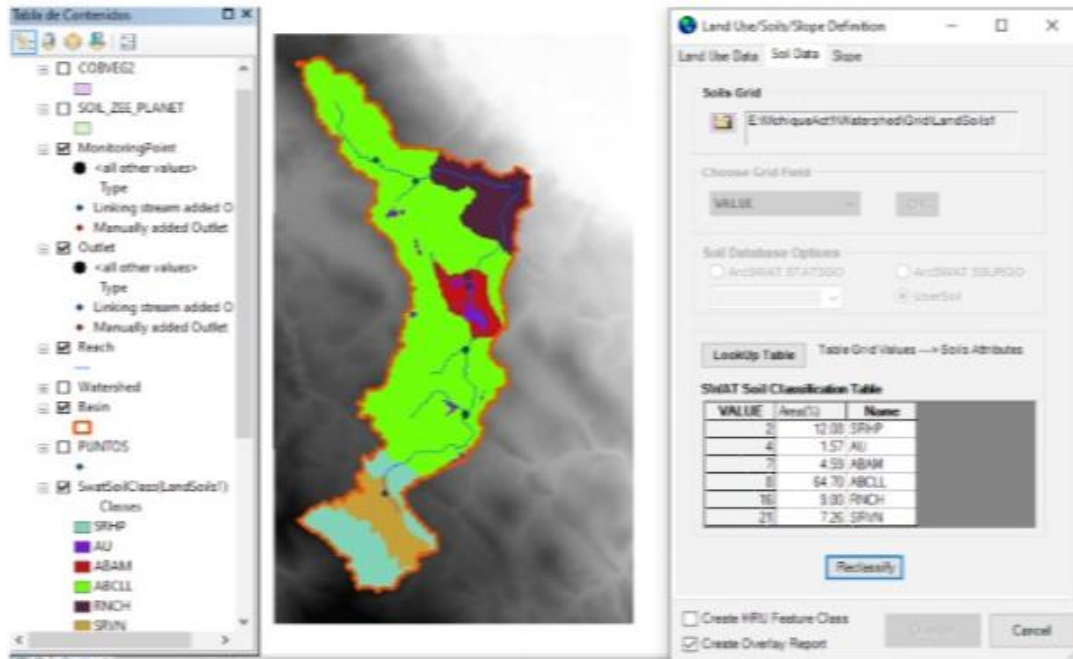 Tabla de Contenidos
COBVEG2
SOIL_ZEE_PLANET
MonitoringPoint
<all other values>
Type
Linking stream added O
Manually added Outlet
Outlet
<all other values>
Type
Linking stream added O
Manually added Outlet
Reach
Watershed
Basin
PUNTOS
SwatSoilClass(LandSoils1)
Classes
SRHP
AU
ABAM
ABCLL
RNCH
SRVN
Land Use/Soils/Slope Definition
Land Use Data Soil Data Slope
Soils Grid
Choose Grid Field
VALUE
Soil Database Options
ArcSWAT STATSGO ArcSWAT SSURGO
UserSoil
LookUp Table Table Grid Values ---> Soils Attributes
SWAT Soil Classification Table
VALUE Area(%) Name
2 12.08 SRHP
4 1.57 AU
7 4.59 ABAM
8 64.70 ABCLL
16 RNCH
21 7.26 SRVN
Reclassify
Create HRU Feature Class
Create Overlay Report
Cancel